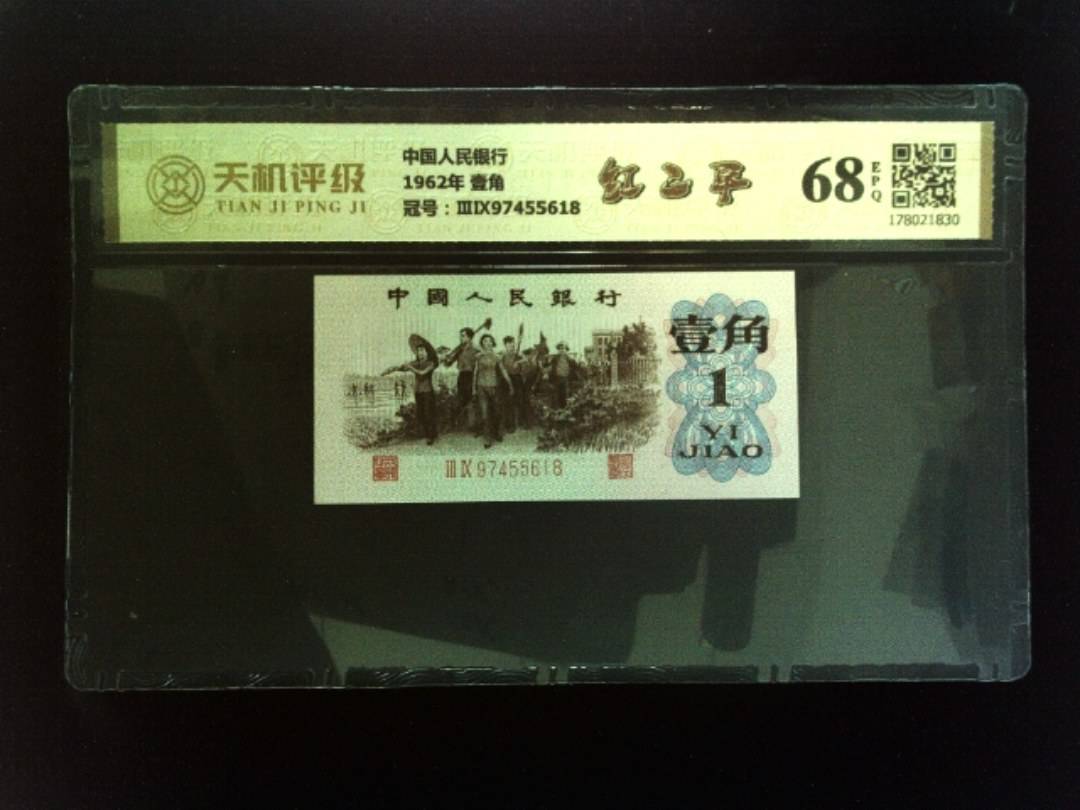 天机评级
TIAN JI PING JI
中国人民银行
1962年 壹角
冠号：ⅢⅨ97455618
红二平
68
EPQ
178021830
中國人民銀行
壹角
1
YI
JIAO
ⅢⅨ97455618